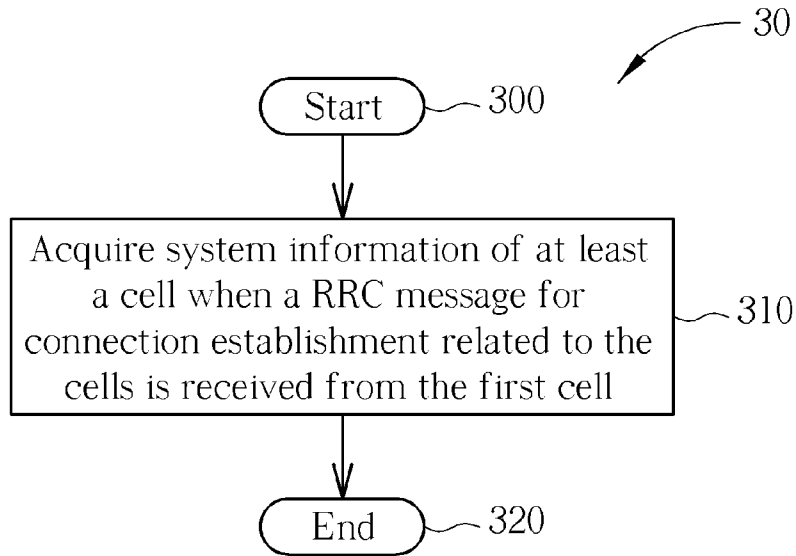 30
Start
300
Acquire system information of at least
a cell when a RRC message for
connection establishment related to the
cells is received from the first cell
310
End
320